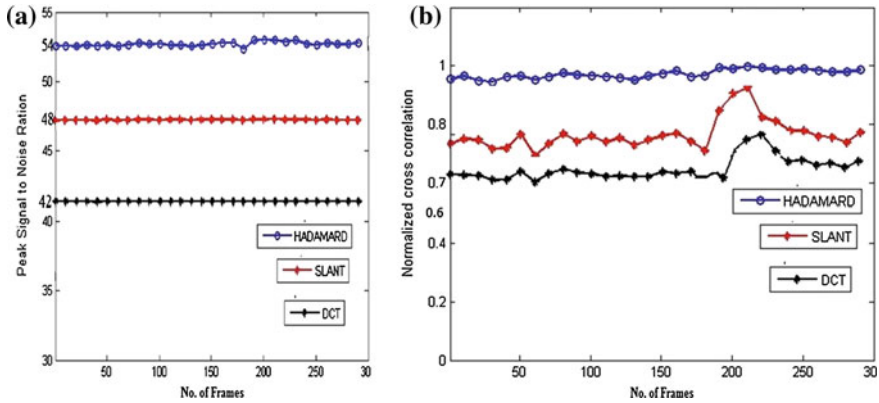 (a)
55
54
50
48
45
42
40
35
30
Peak Signal to Noise Ration
HADAMARD
SLANT
DCT
50 100 150 200 250 30
No. of Frames
(b)
1
0.8
0.7
0.6
0.4
0.2
0
Normalized cross correlation
HADAMARD
SLANT
DCT
50 100 150 200 250 30
No. of Frames